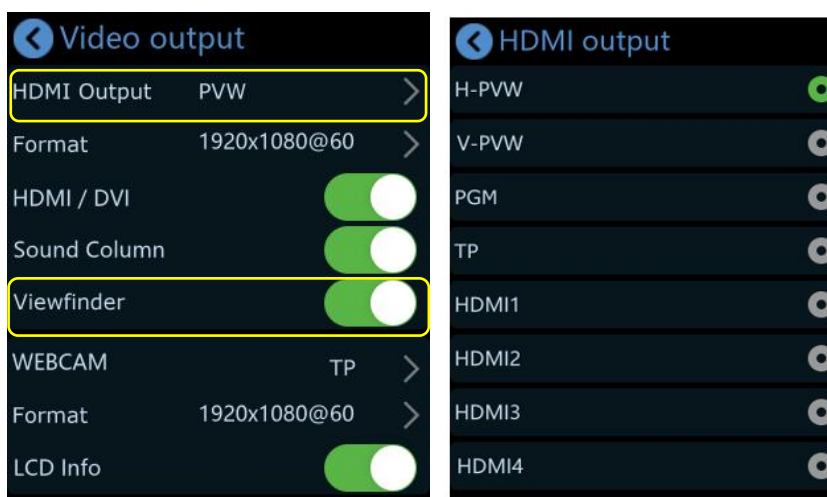 Video output
HDMI Output PVW
Format 1920x1080@60
HDMI / DVI
Sound Column
Viewfinder
WEBCAM TP
Format 1920x1080@60
LCD Info
HDMI output
H-PVW
V-PVW
PGM
TP
HDMI1
HDMI2
HDMI3
HDMI4